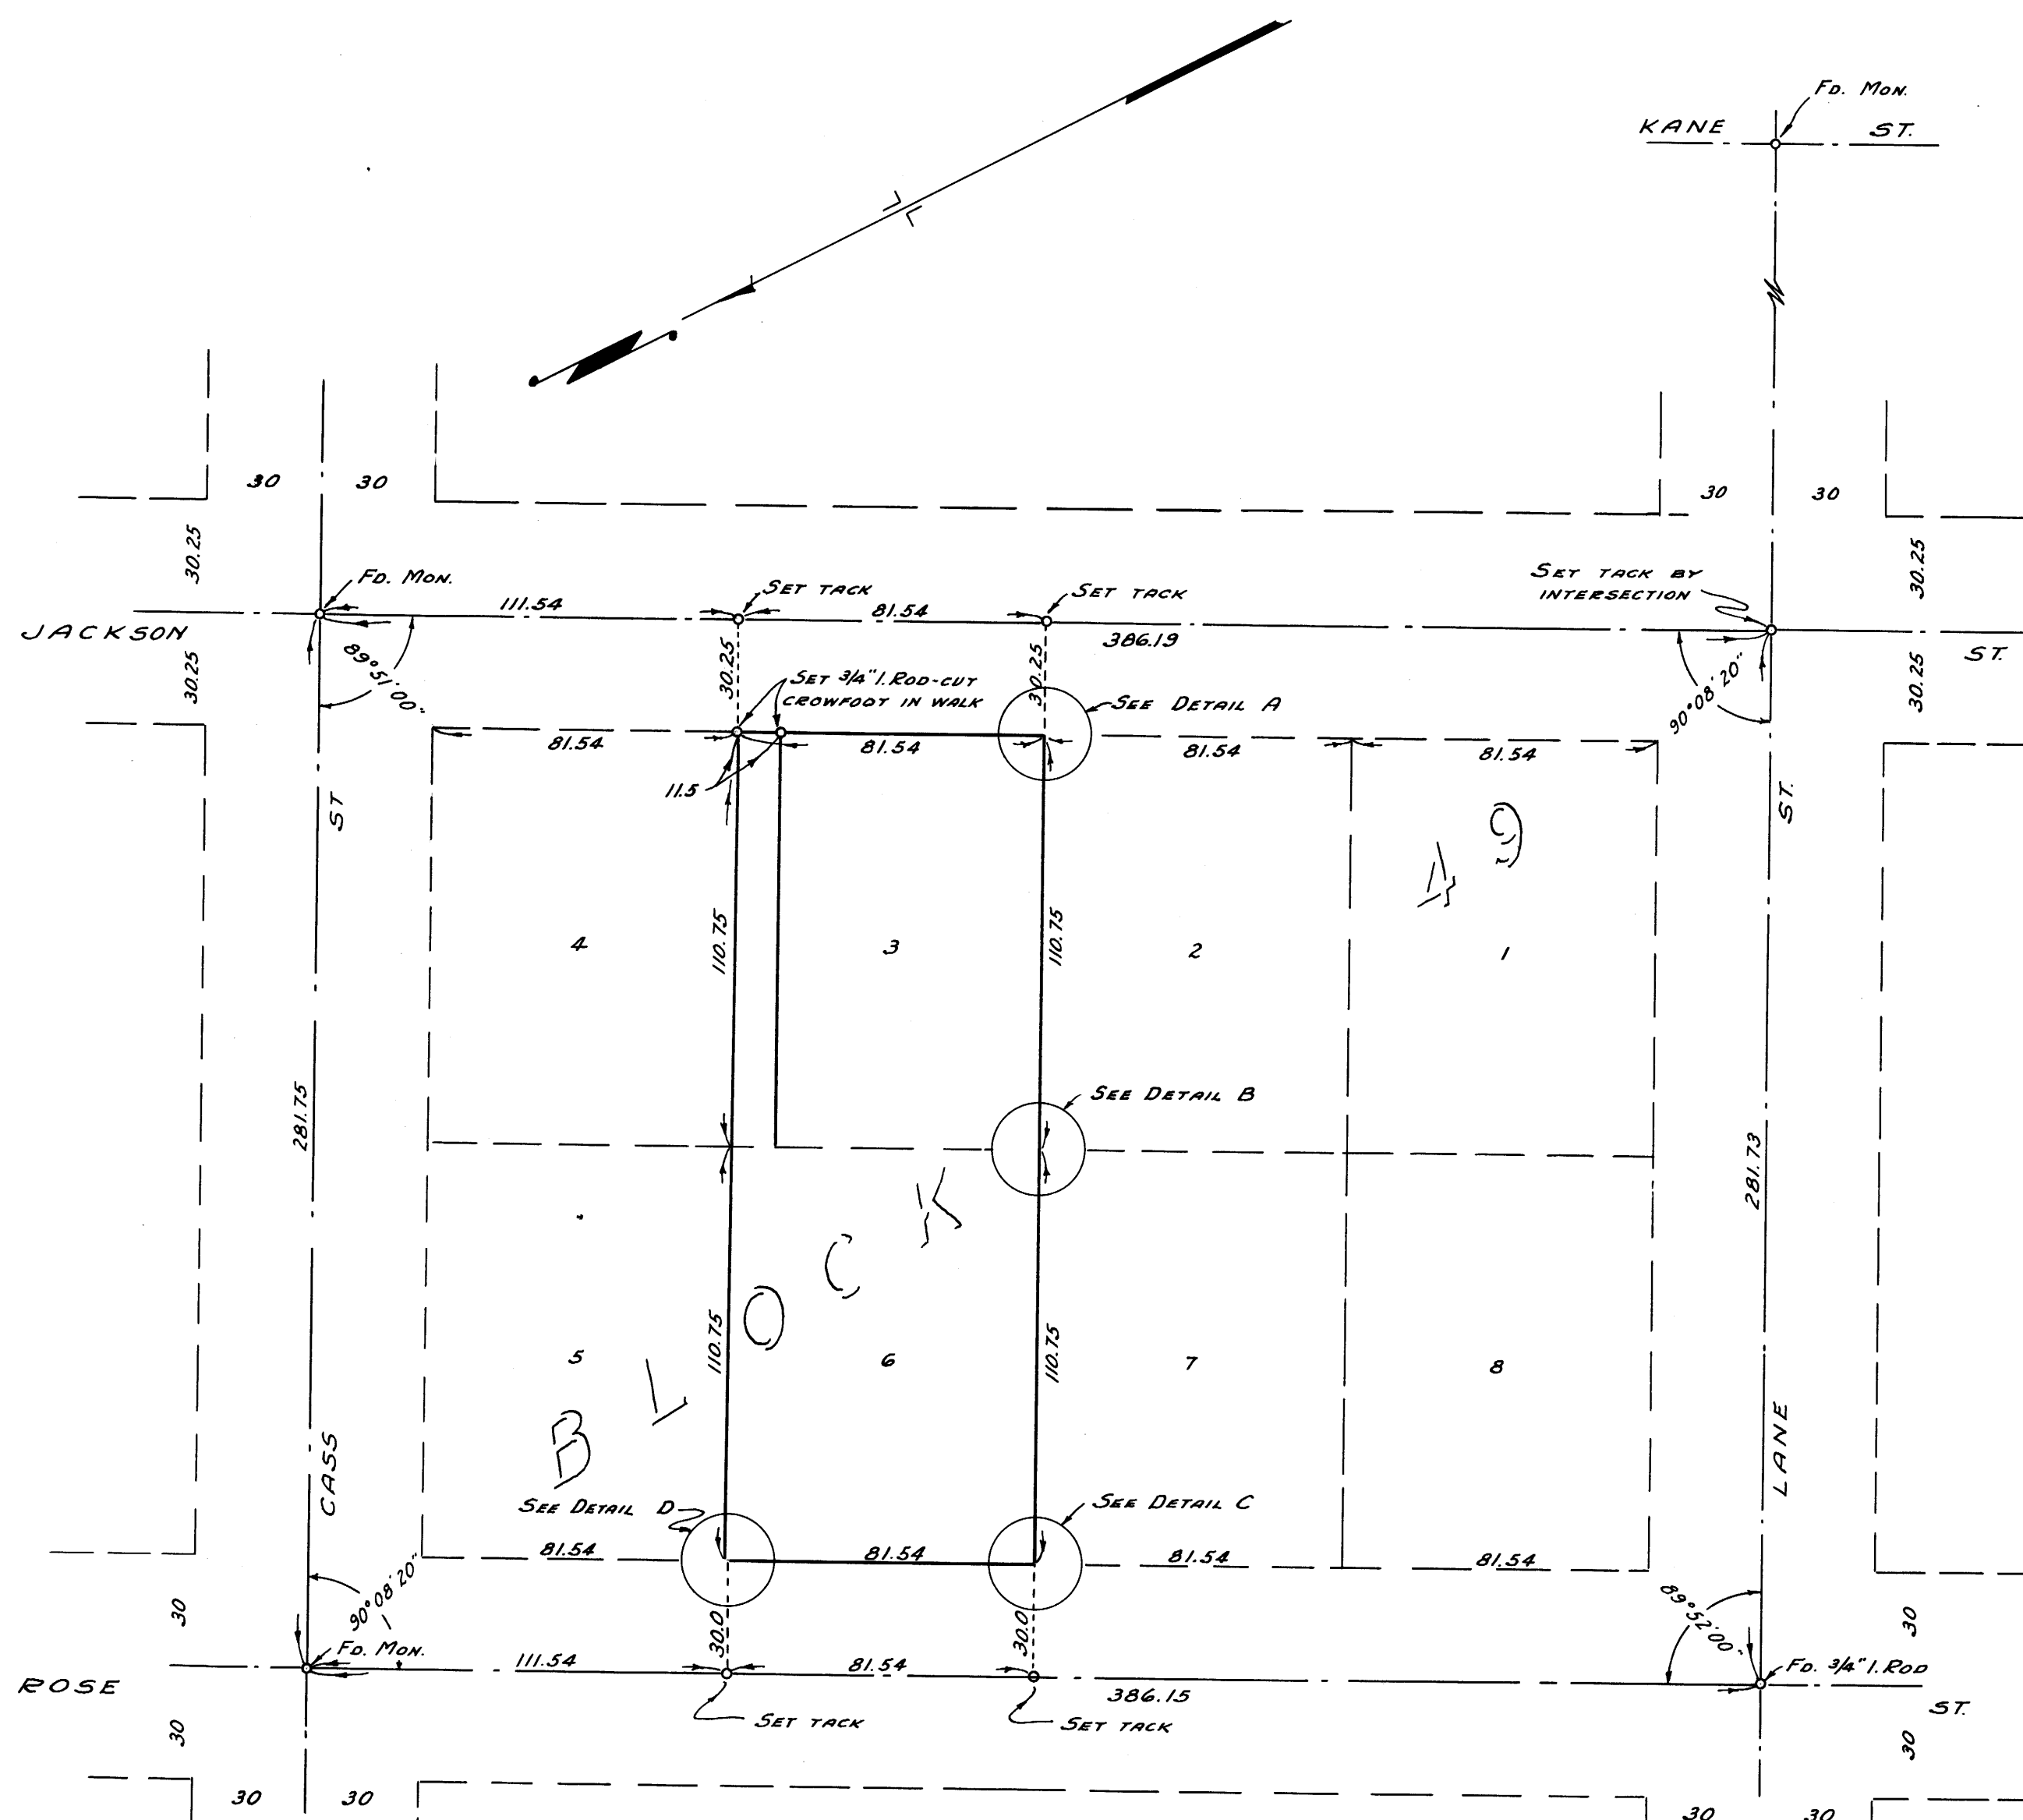 FD. MON.
KANE ST.
30 30
30 30
30.25
30.25
FD. MON.
SET TACK
SET TACK
SET TACK BY
INTERSECTION
111.54
81.54
386.19
JACKSON
ST.
89°51'00"
30.25
30.25
30.25
30.25
SET 3/4" I. ROD-CUT
CROWFOOT IN WALK
SEE DETAIL A
90°08'20"
81.54
81.54
81.54
81.54
11.5
ST
ST.
49
110.75
110.75
4
3
2
1
281.75
SEE DETAIL B
281.73
BLOCK
110.75
110.75
5
6
7
8
CASS
LANE
SEE DETAIL D
SEE DETAIL C
81.54
81.54
81.54
81.54
90°08'20"
89°52'00"
30
30.0
30.0
30
FD. MON.
FD. 3/4" I. ROD
111.54
81.54
386.15
ROSE
ST.
SET TACK
SET TACK
30
30
30 30
30 30